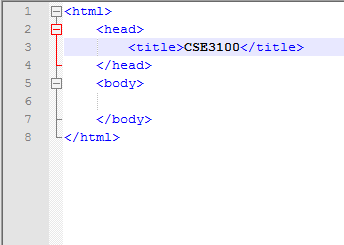 1 <html>
2 <head>
3 <title>CSE3100</title>
4 </head>
5 <body>
6
7 </body>
8 </html>